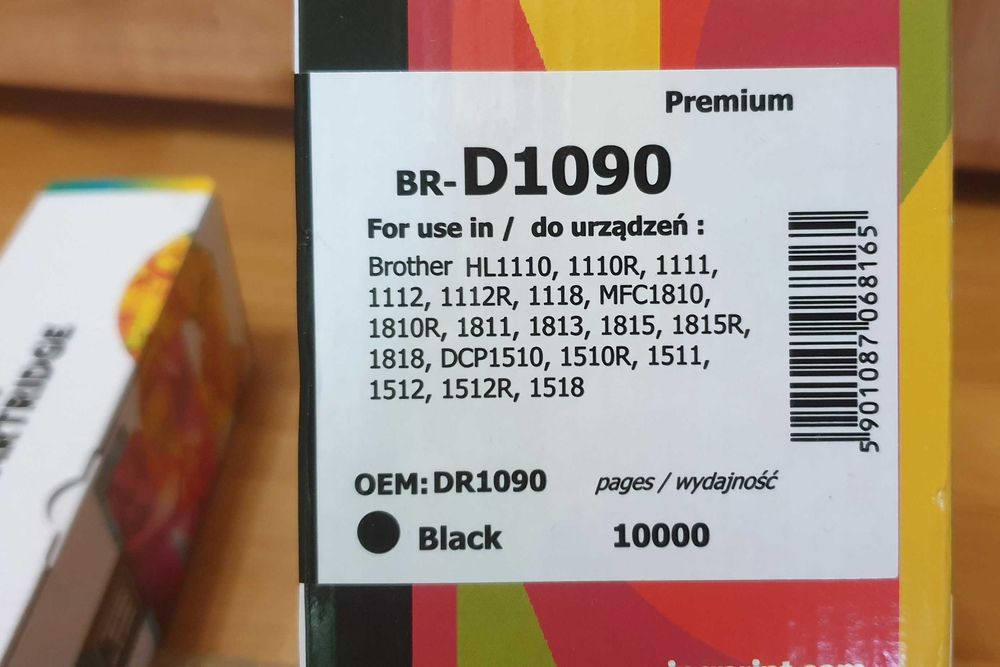 Premium
BR-D1090
For use in / do urządzeń :
Brother HL1110, 1110R, 1111,
1112, 1112R, 1118, MFC1810,
1810R, 1811, 1813, 1815, 1815R,
1818, DCP1510, 1510R, 1511,
1512, 1512R, 1518
5901087068165
OEM: DR1090
pages / wydajność
Black
10000
RTRIDGE